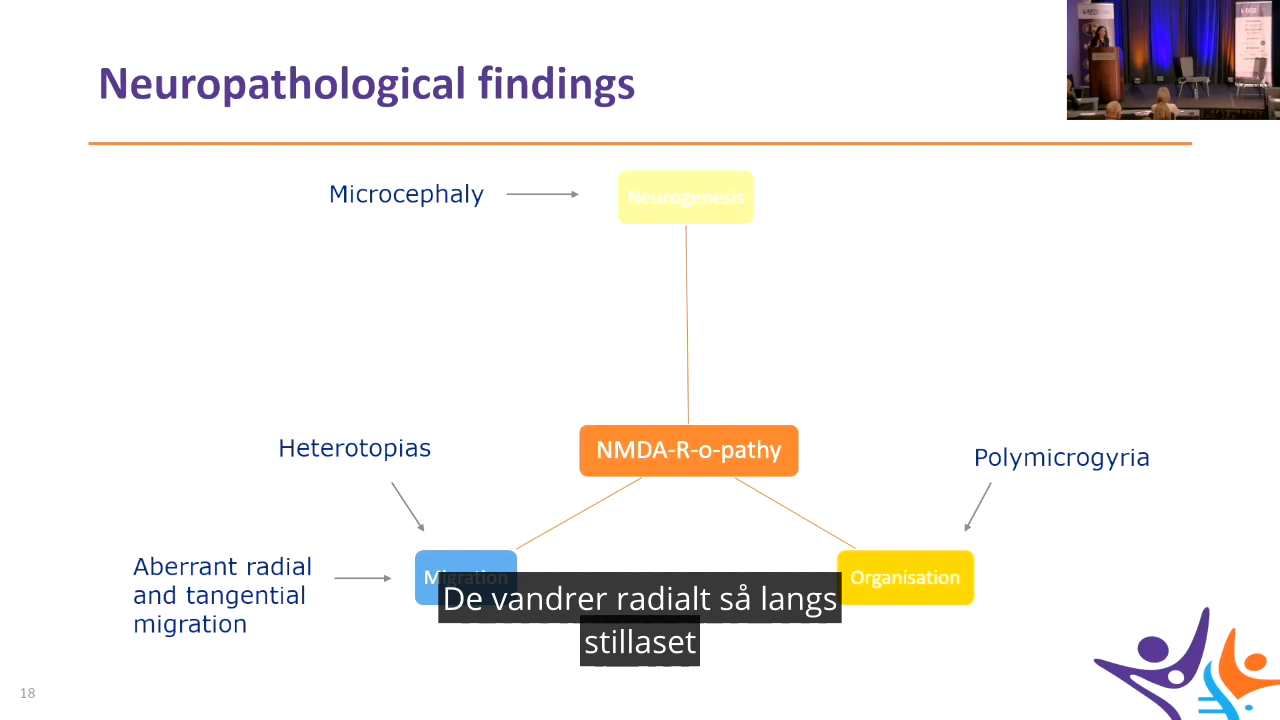 Neuropathological findings
Microcephaly
Neurogenesis
Heterotopias
NMDA-R-o-pathy
Polymicrogyria
Aberrant radial
and tangential
migration
Migration
Organisation
De vandrer radialt så langs
stillaset
18